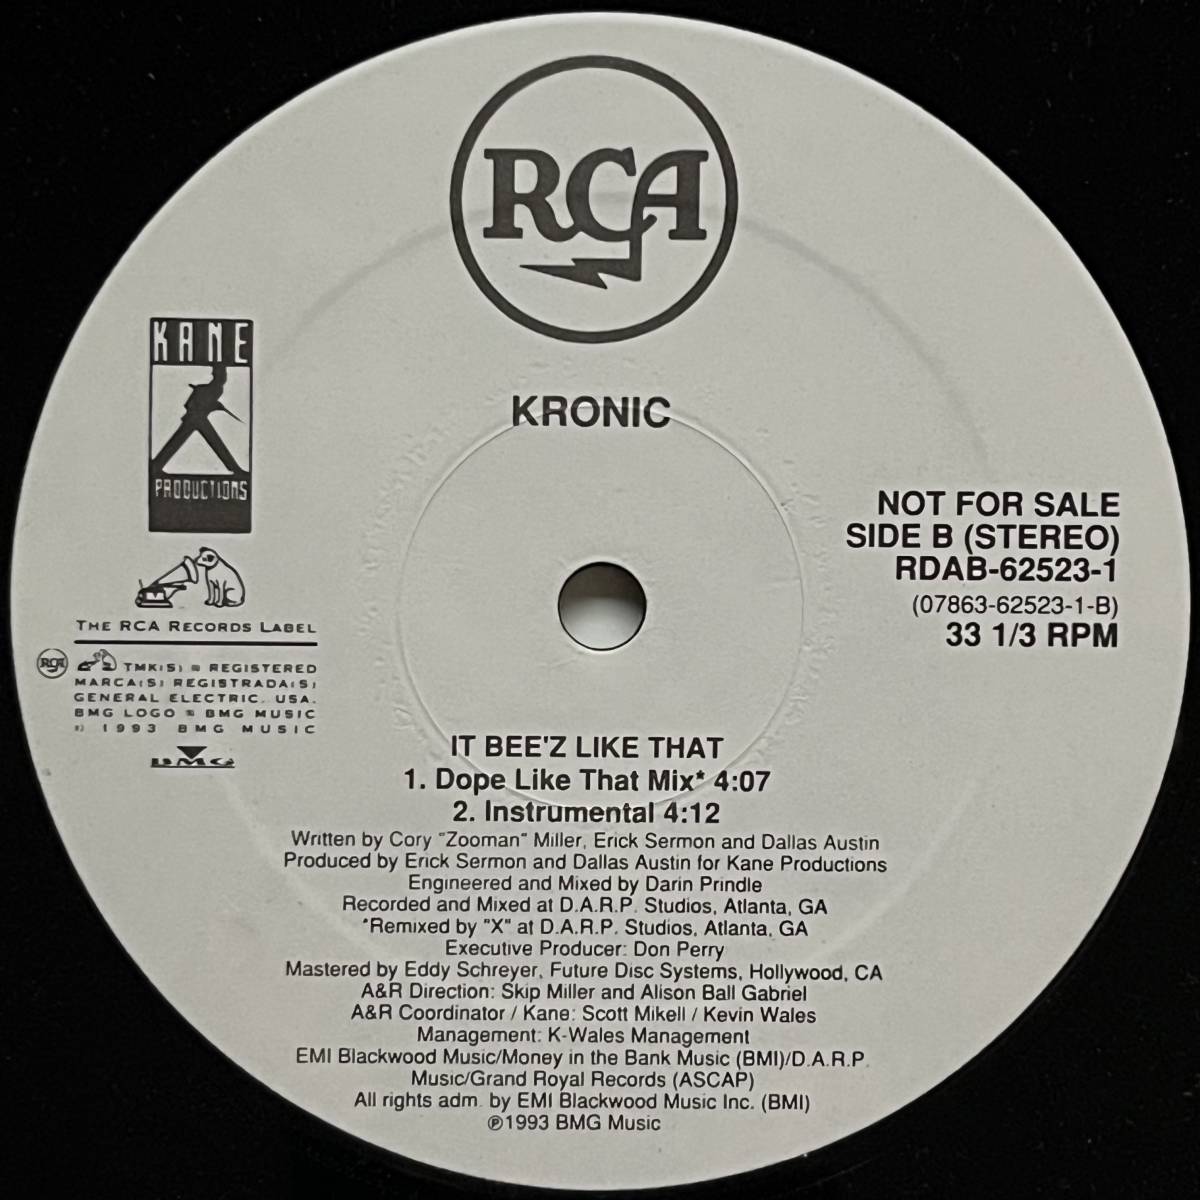 RCA
KANE
PRODUCTIONS
THE RCA RECORDS LABEL
RCA TMK(S) ® REGISTERED
MARCA(S) REGISTRADA(S)
GENERAL ELECTRIC, USA.
BMG LOGO ® BMG MUSIC
1993 BMG MUSIC
BMG
KRONIC
NOT FOR SALE
SIDE B (STEREO)
RDAB-62523-1
(07863-62523-1-B)
33 1/3 RPM
IT BEE'Z LIKE THAT
1. Dope Like That Mix* 4:07
2. Instrumental 4:12
Written by Cory "Zooman" Miller, Erick Sermon and Dallas Austin
Produced by Erick Sermon and Dallas Austin for Kane Productions
Engineered and Mixed by Darin Prindle
Recorded and Mixed at D.A.R.P. Studios, Atlanta, GA
*Remixed by "X" at D.A.R.P. Studios, Atlanta, GA
Executive Producer: Don Perry
Mastered by Eddy Schreyer, Future Disc Systems, Hollywood, CA
A&R Direction: Skip Miller and Alison Ball Gabriel
A&R Coordinator / Kane: Scott Mikell / Kevin Wales
Management: K-Wales Management
EMI Blackwood Music/Money in the Bank Music (BMI)/D.A.R.P.
Music/Grand Royal Records (ASCAP)
All rights adm. by EMI Blackwood Music Inc. (BMI)
℗1993 BMG Music